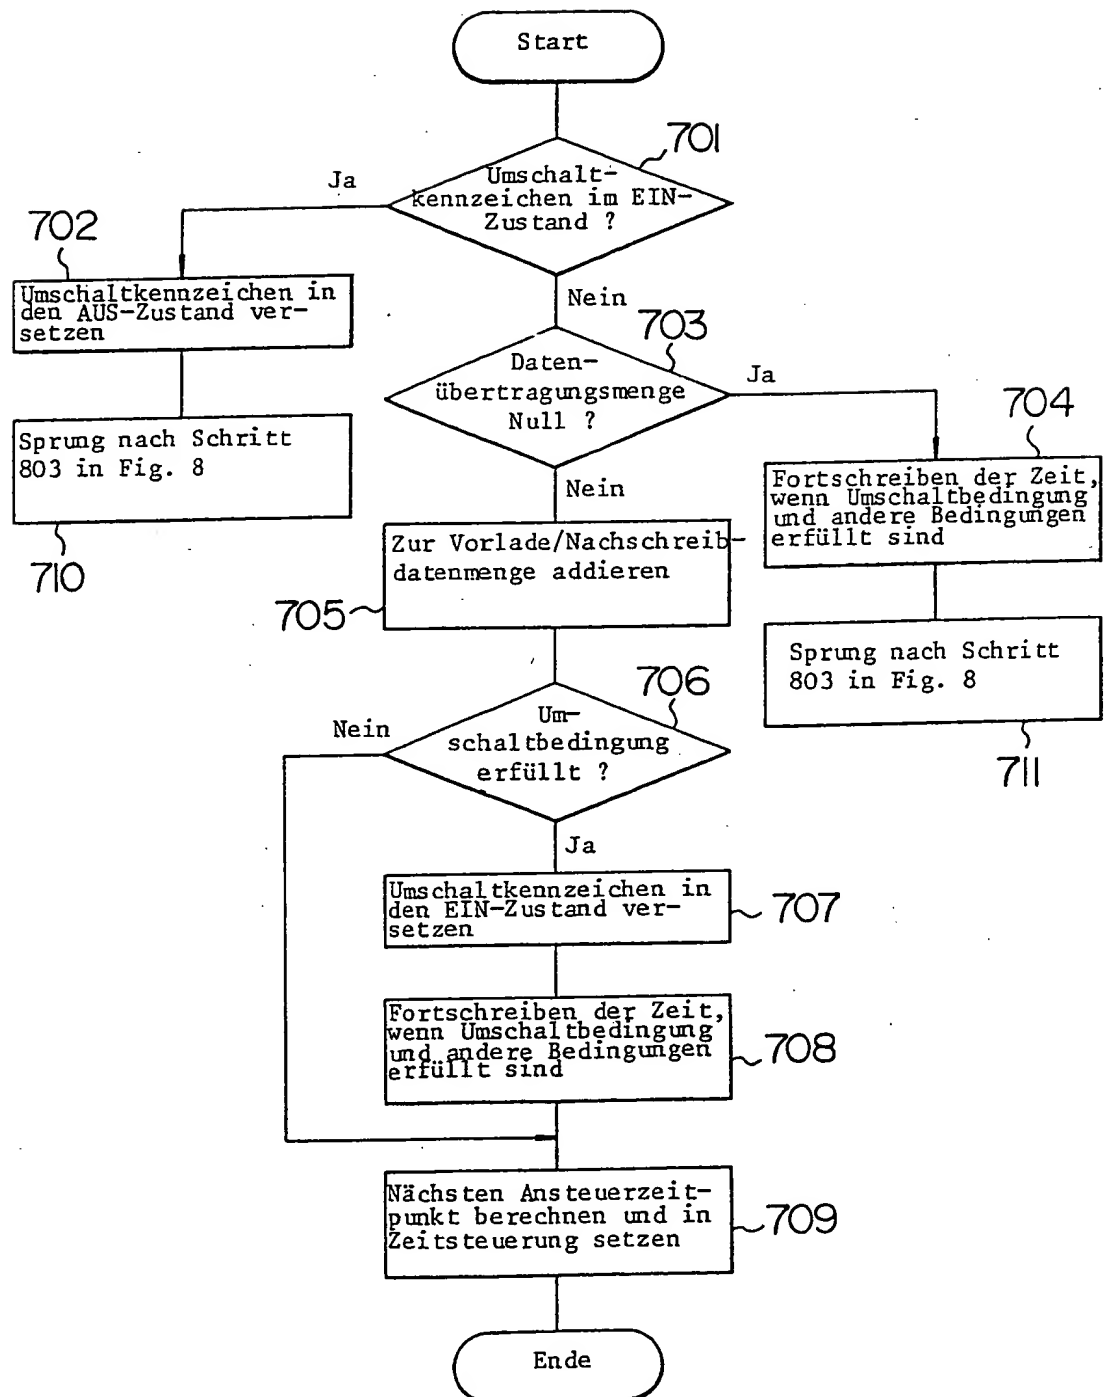 Start
701
Umschalt-
kennzeichen im EIN-
Zustand ?
Ja
Nein
702
Umschaltkennzeichen in
den AUS-Zustand ver-
setzen
Sprung nach Schritt
803 in Fig. 8
710
703
Daten-
übertragungsmenge
Null ?
Ja
Nein
704
Fortschreiben der Zeit,
wenn Umschaltbedingung
und andere Bedingungen
erfüllt sind
Sprung nach Schritt
803 in Fig. 8
711
Zur Vorlade/Nachschreib-
datenmenge addieren
705
706
Um-
schaltbedingung
erfüllt ?
Nein
Ja
Umschaltkennzeichen in
den EIN-Zustand ver-
setzen
707
Fortschreiben der Zeit,
wenn Umschaltbedingung
und andere Bedingungen
erfüllt sind
708
Nächsten Ansteuerzeit-
punkt berechnen und in
Zeitsteuerung setzen
709
Ende